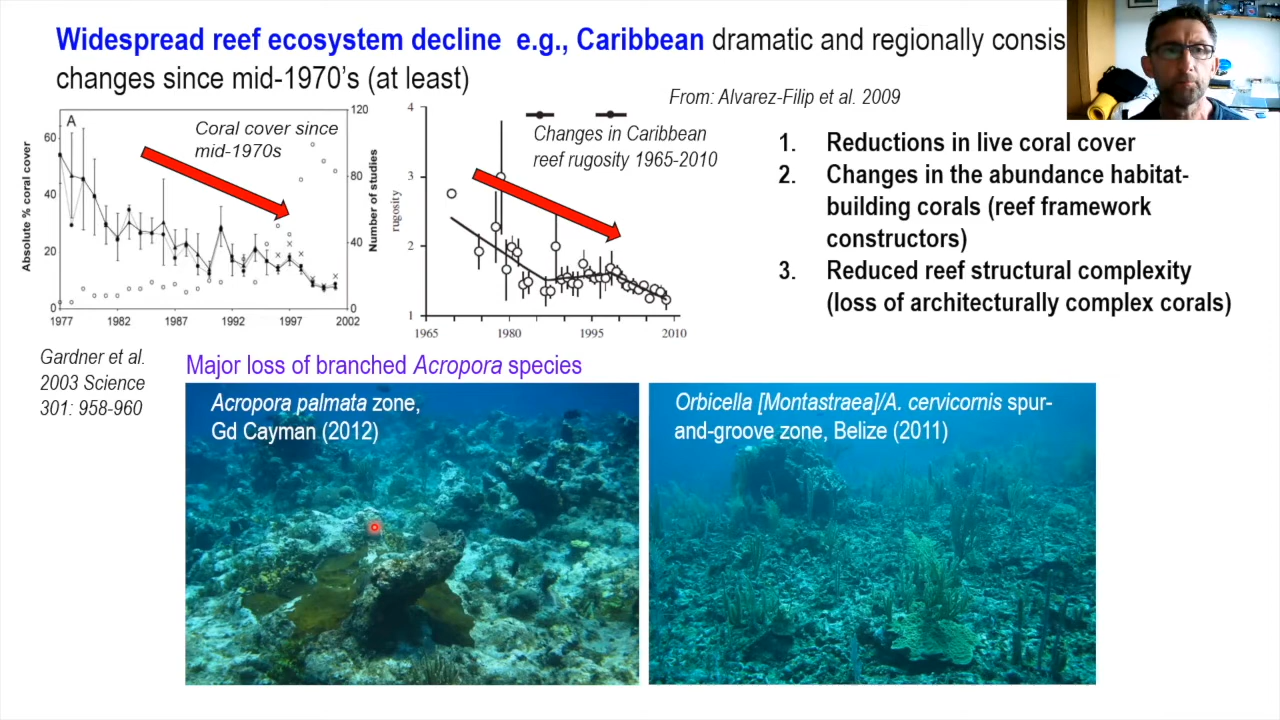 Widespread reef ecosystem decline e.g., Caribbean dramatic and regionally consis
changes since mid-1970's (at least)
From: Alvarez-Filip et al. 2009
A
Coral cover since
mid-1970s
Absolute % coral cover
60
40
20
0
120
80
40
0
Number of studies
1977 1982 1987 1992 1997 2002
Changes in Caribbean
reef rugosity 1965-2010
rugosity
4
3
2
1
1965 1980 1995 2010
1. Reductions in live coral cover
2. Changes in the abundance habitat-
building corals (reef framework
constructors)
3. Reduced reef structural complexity
(loss of architecturally complex corals)
Gardner et al.
2003 Science
301: 958-960
Major loss of branched Acropora species
Acropora palmata zone,
Gd Cayman (2012)
Orbicella [Montastraea]/A. cervicornis spur-
and-groove zone, Belize (2011)